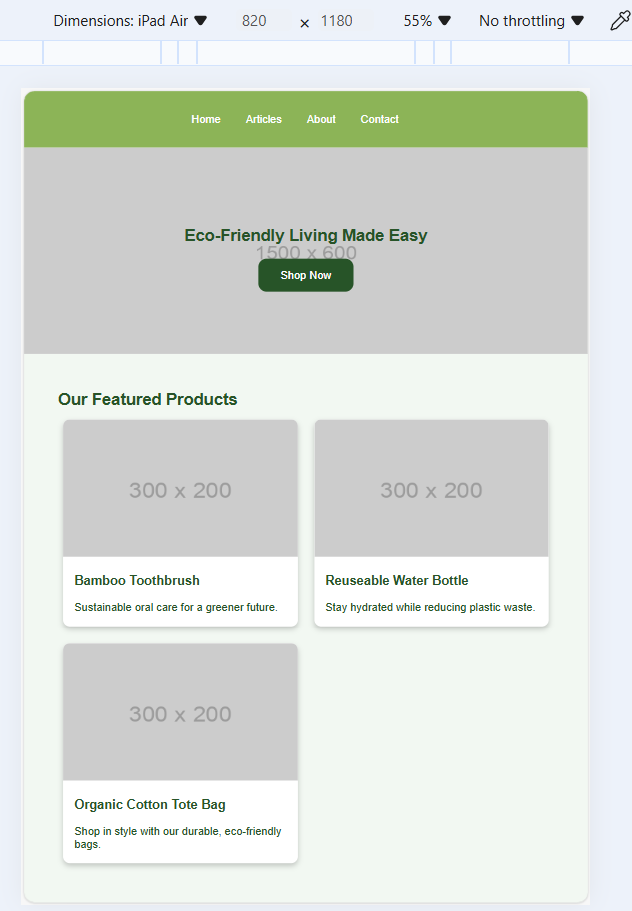 Dimensions: iPad Air 820 × 1180 55% No throttling
Home Articles About Contact
Eco-Friendly Living Made Easy
1500 x 600
Shop Now
Our Featured Products
300 x 200 300 x 200
Bamboo Toothbrush Reuseable Water Bottle
Sustainable oral care for a greener future. Stay hydrated while reducing plastic waste.
300 x 200
Organic Cotton Tote Bag
Shop in style with our durable, eco-friendly
bags.